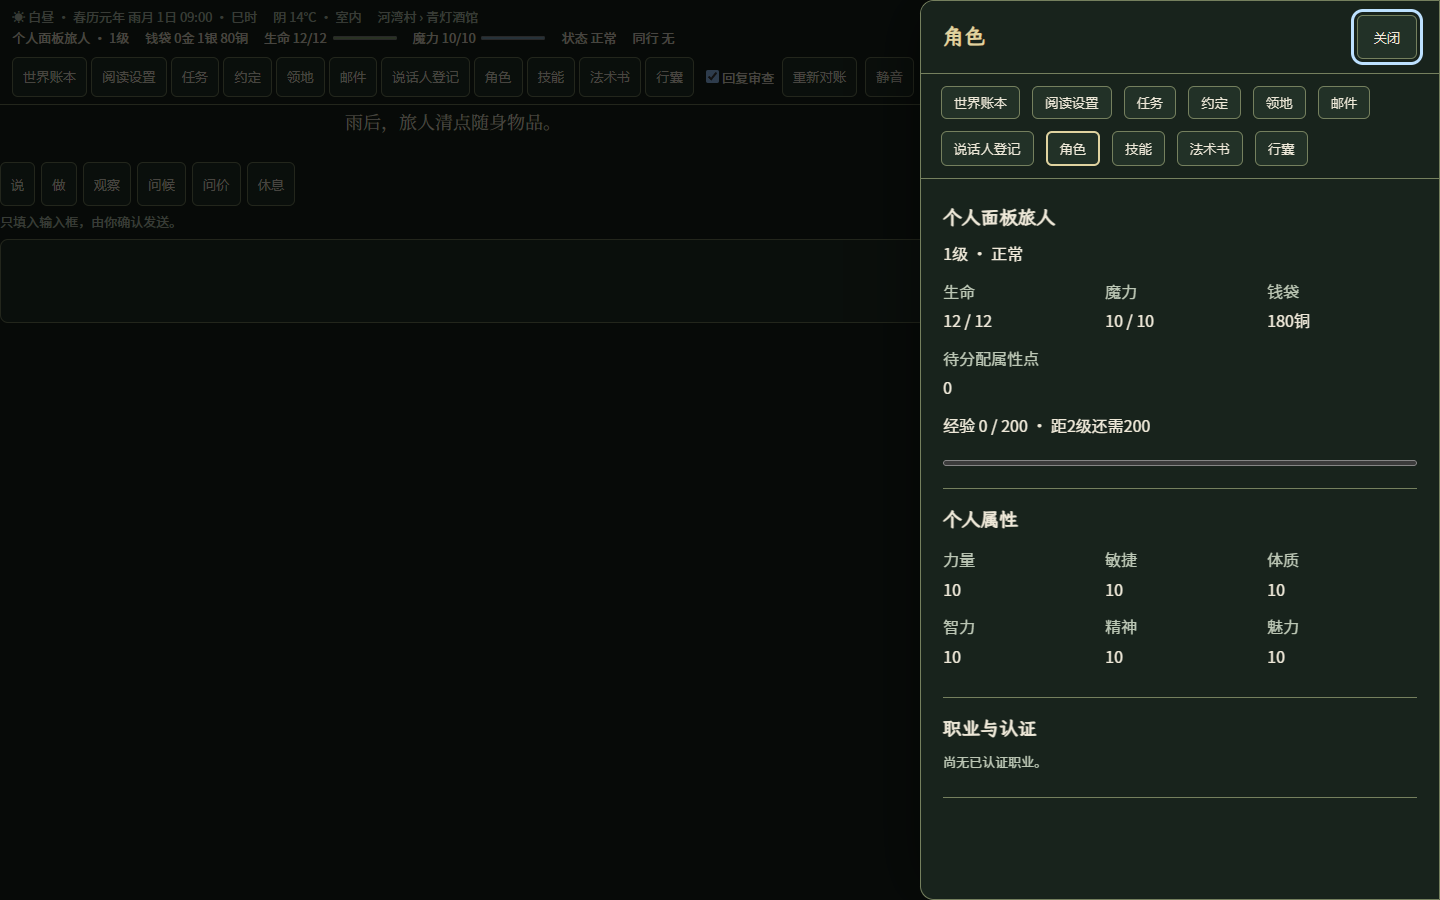 ☀ 白昼 · 春历元年 雨月 1日 09:00 · 巳时 阴 14°C · 室内 河湾村 › 青灯酒馆
个人面板旅人 · 1级 钱袋 0金 1银 80铜 生命 12/12 魔力 10/10 状态 正常 同行 无
世界账本 阅读设置 任务 约定 领地 邮件 说话人登记 角色 技能 法术书 行囊 回复审查 重新对账 静音
雨后，旅人清点随身物品。
说 做 观察 问候 问价 休息
只填入输入框，由你确认发送。
角色
关闭
世界账本 阅读设置 任务 约定 领地 邮件
说话人登记 角色 技能 法术书 行囊
个人面板旅人
1级 · 正常
生命 魔力 钱袋
12 / 12 10 / 10 180铜
待分配属性点
0
经验 0 / 200 · 距2级还需200
个人属性
力量 敏捷 体质
10 10 10
智力 精神 魅力
10 10 10
职业与认证
尚无已认证职业。